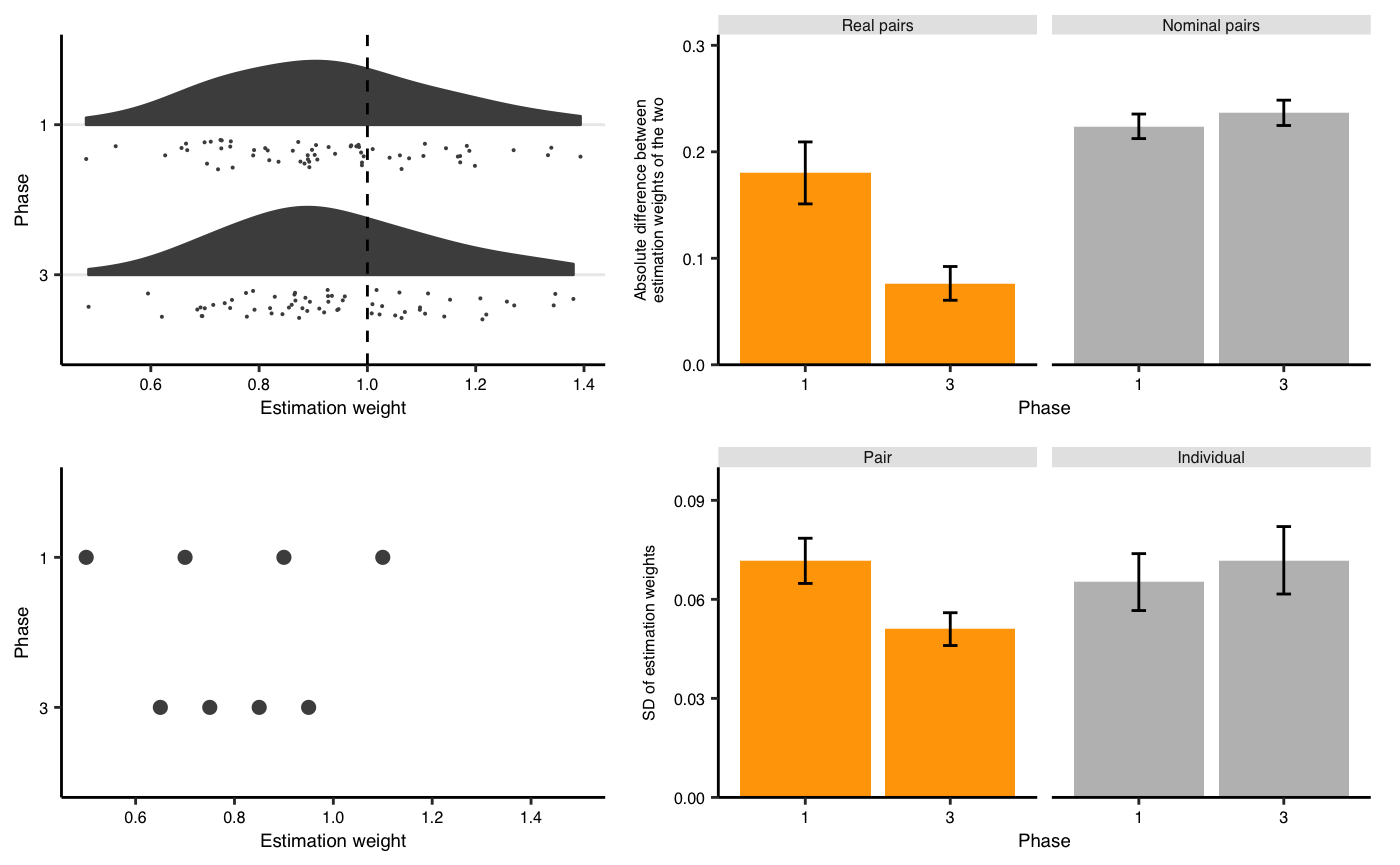 Phase
1
3
0.6 0.8 1.0 1.2 1.4
Estimation weight
Real pairs Nominal pairs
Absolute difference between
estimation weights of the two
0.3
0.2
0.1
0.0
1 3 1 3
Phase
Phase
1
3
0.6 0.8 1.0 1.2 1.4
Estimation weight
Pair Individual
SD of estimation weights
0.09
0.06
0.03
0.00
1 3 1 3
Phase